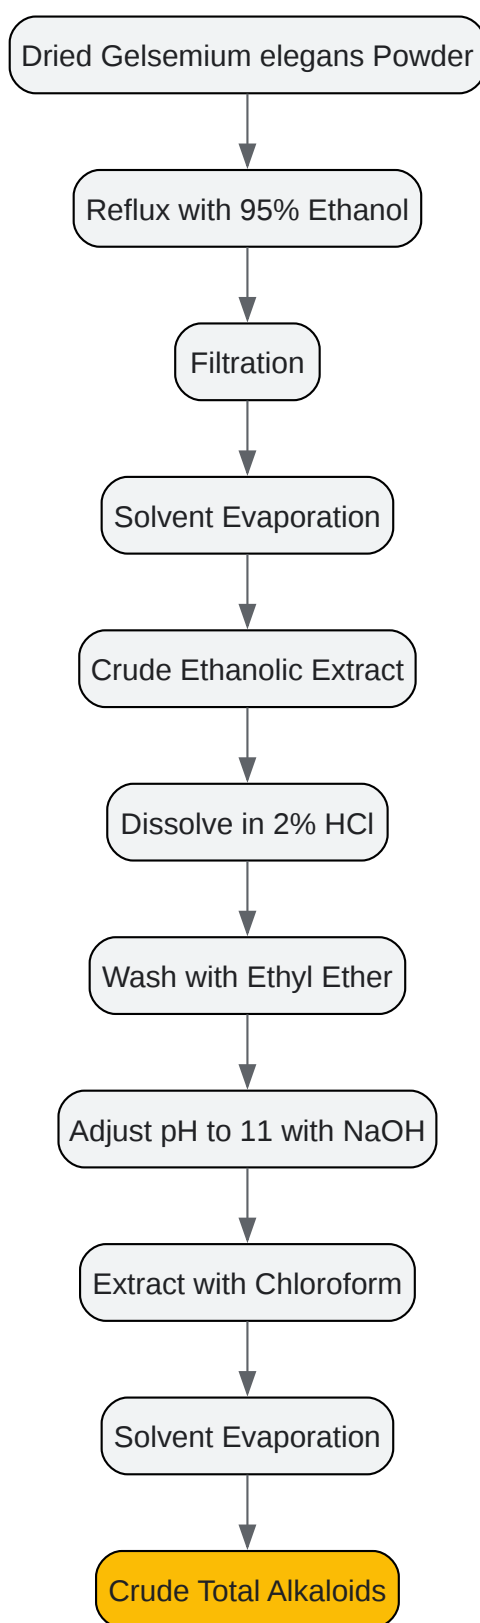 Dried Gelsemium elegans Powder
Reflux with 95% Ethanol
Filtration
Solvent Evaporation
Crude Ethanolic Extract
Dissolve in 2% HCl
Wash with Ethyl Ether
Adjust pH to 11 with NaOH
Extract with Chloroform
Solvent Evaporation
Crude Total Alkaloids